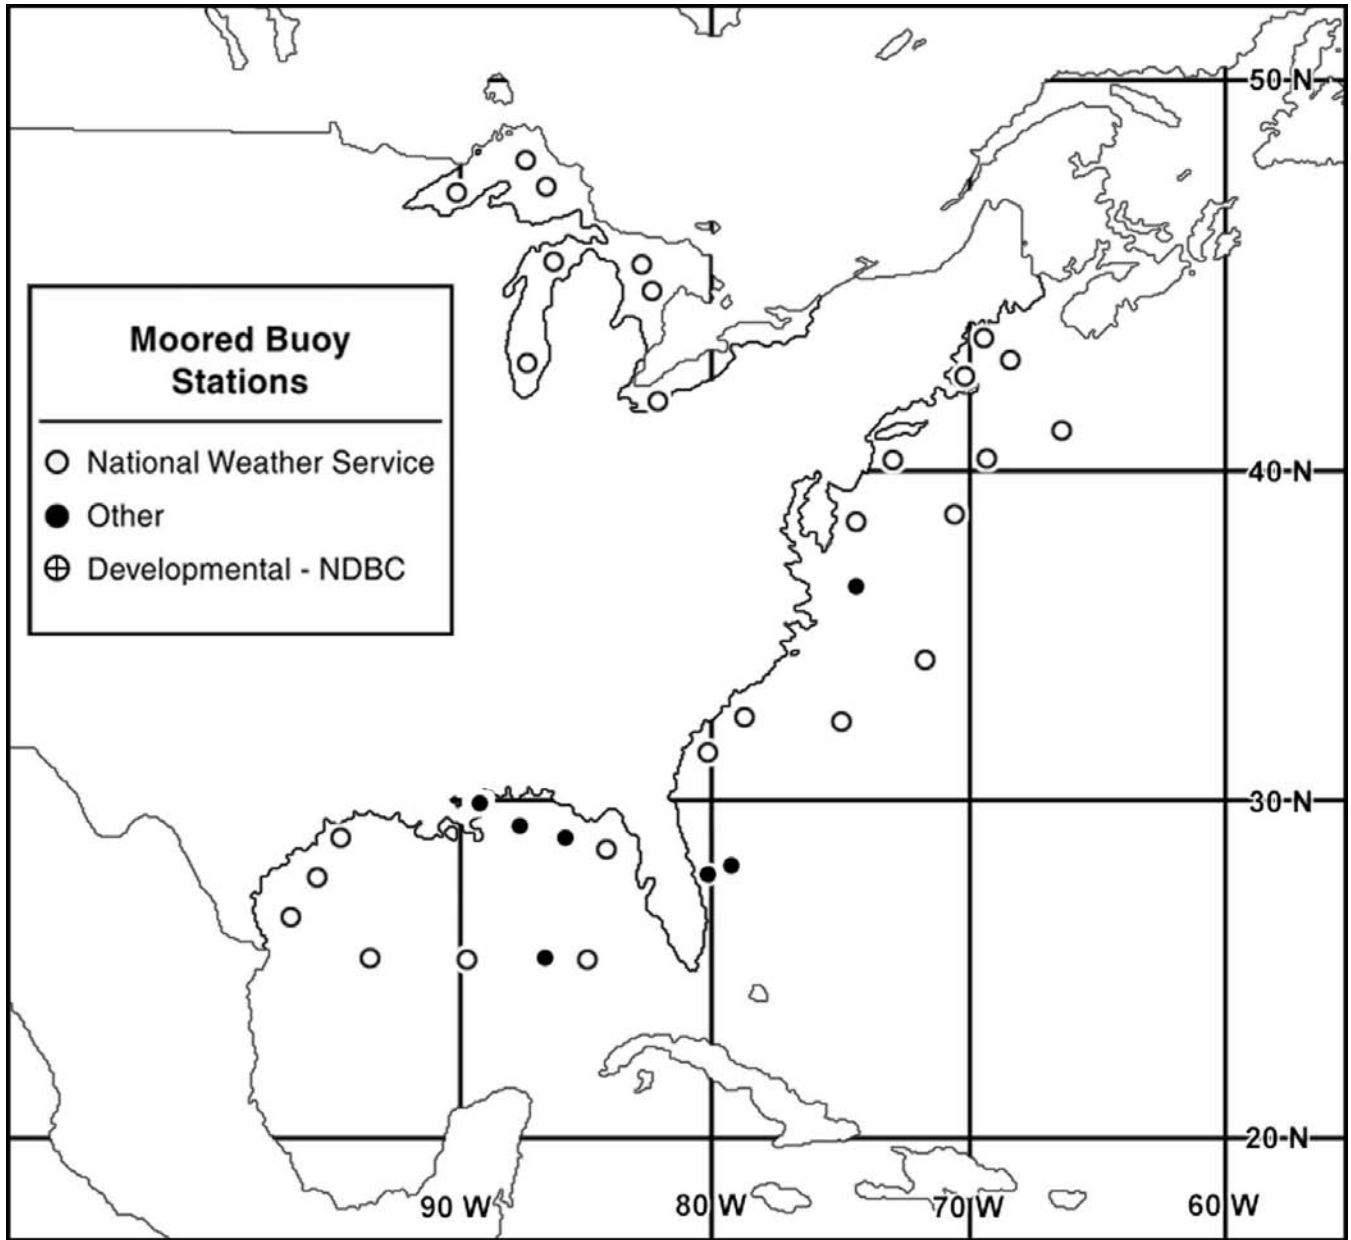 50 N
Moored Buoy
Stations
National Weather Service
Other
Developmental - NDBC
40 N
30 N
20 N
90 W 80 W 70 W 60 W